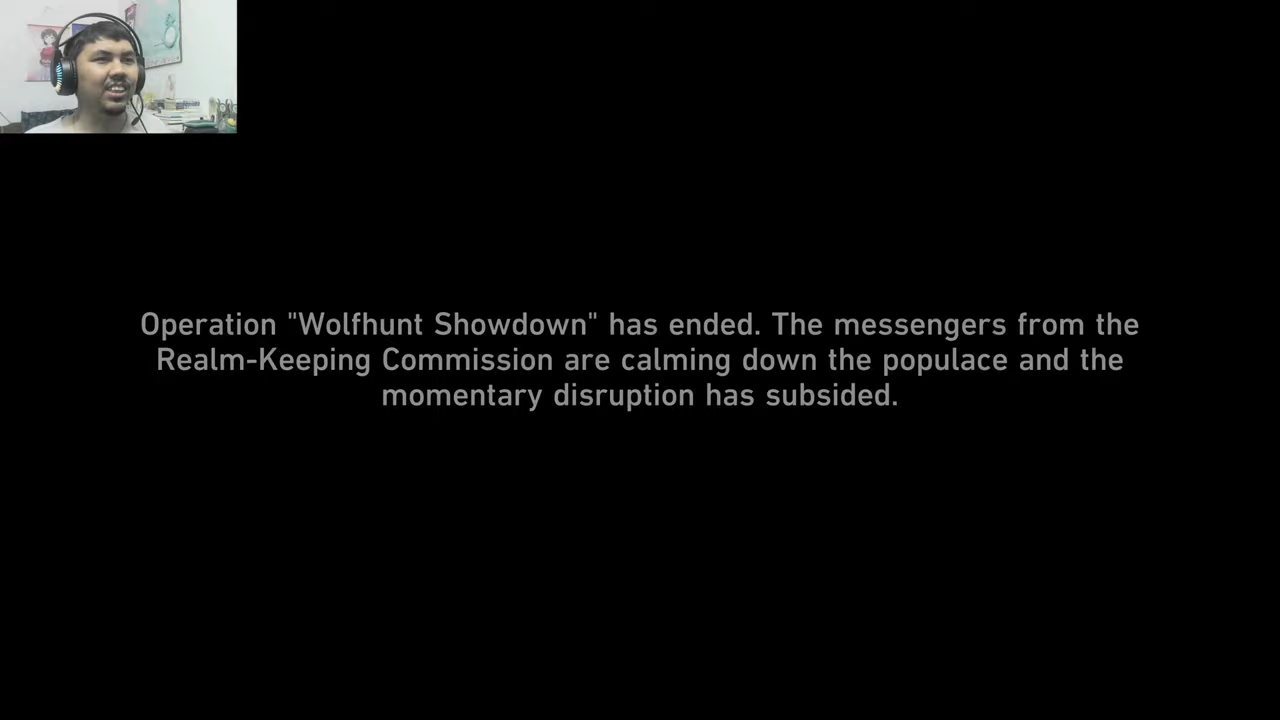 Operation "Wolfhunt Showdown" has ended. The messengers from the
Realm-Keeping Commission are calming down the populace and the
momentary disruption has subsided.